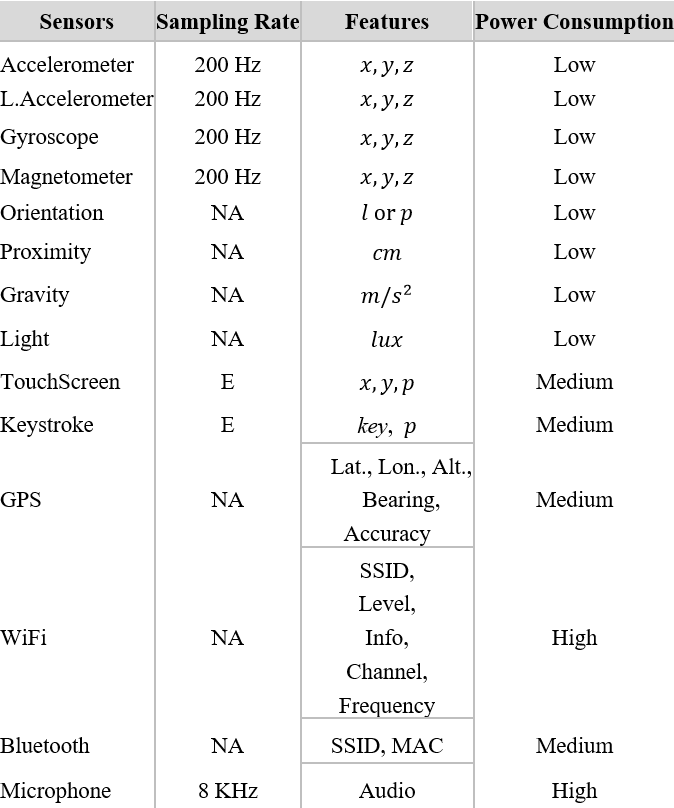 Sensors Sampling Rate Features Power Consumption
Accelerometer 200 Hz x, y, z Low
L.Accelerometer 200 Hz x, y, z Low
Gyroscope 200 Hz x, y, z Low
Magnetometer 200 Hz x, y, z Low
Orientation NA l or p Low
Proximity NA cm Low
Gravity NA m/s² Low
Light NA lux Low
TouchScreen E x, y, p Medium
Keystroke E key, p Medium
Lat., Lon., Alt.,
GPS NA Bearing, Medium
Accuracy
SSID,
Level,
WiFi NA Info, High
Channel,
Frequency
Bluetooth NA SSID, MAC Medium
Microphone 8 KHz Audio High